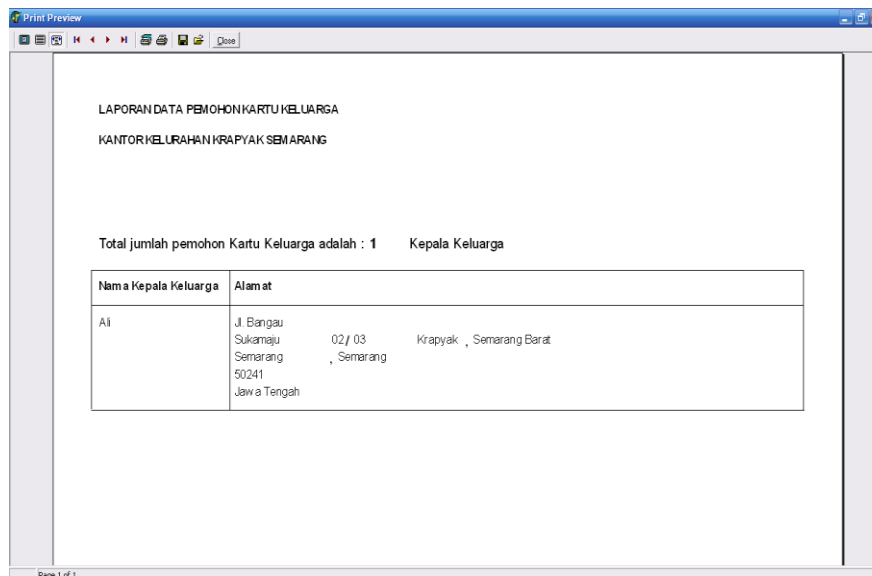 Print Preview
Close
LAPORAN DATA PEMOHON KARTU KELUARGA
KANTOR KELURAHAN KRAPYAK SEMARANG
Total jumlah pemohon Kartu Keluarga adalah : 1 Kepala Keluarga
Nama Kepala Keluarga Alamat
Ali Jl. Bangau
Sukamaju 02 / 03 Krapyak , Semarang Barat
Semarang , Semarang
50241
Jawa Tengah
Page 1 of 1